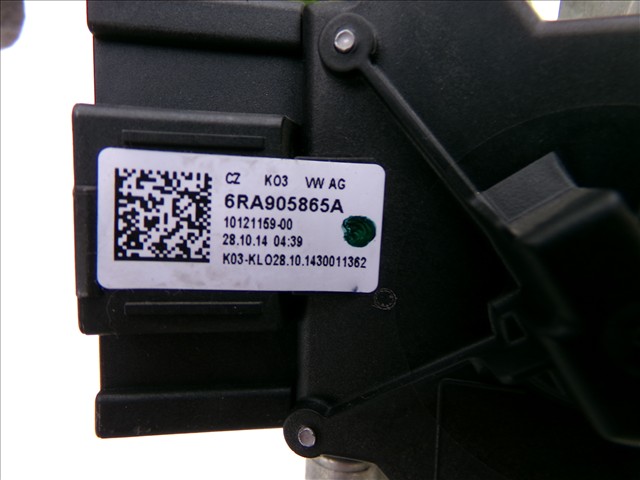 CZ K03 VW AG
6RA905865A
10121159-00
28.10.14 04:39
K03-KLO28.10.1430011362